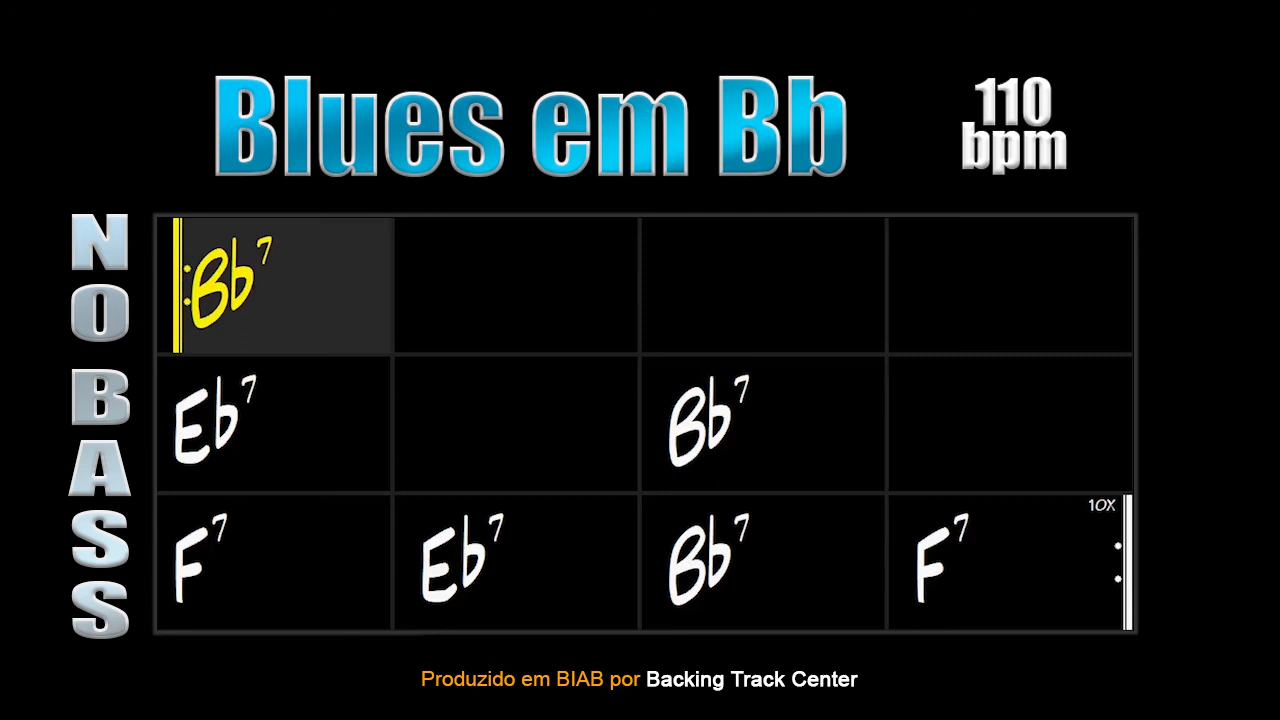 Blues em Bb
110
bpm
NO BASS
Bb7
Eb7 Bb7
10X
F7 Eb7 Bb7 F7
Produzido em BIAB por Backing Track Center